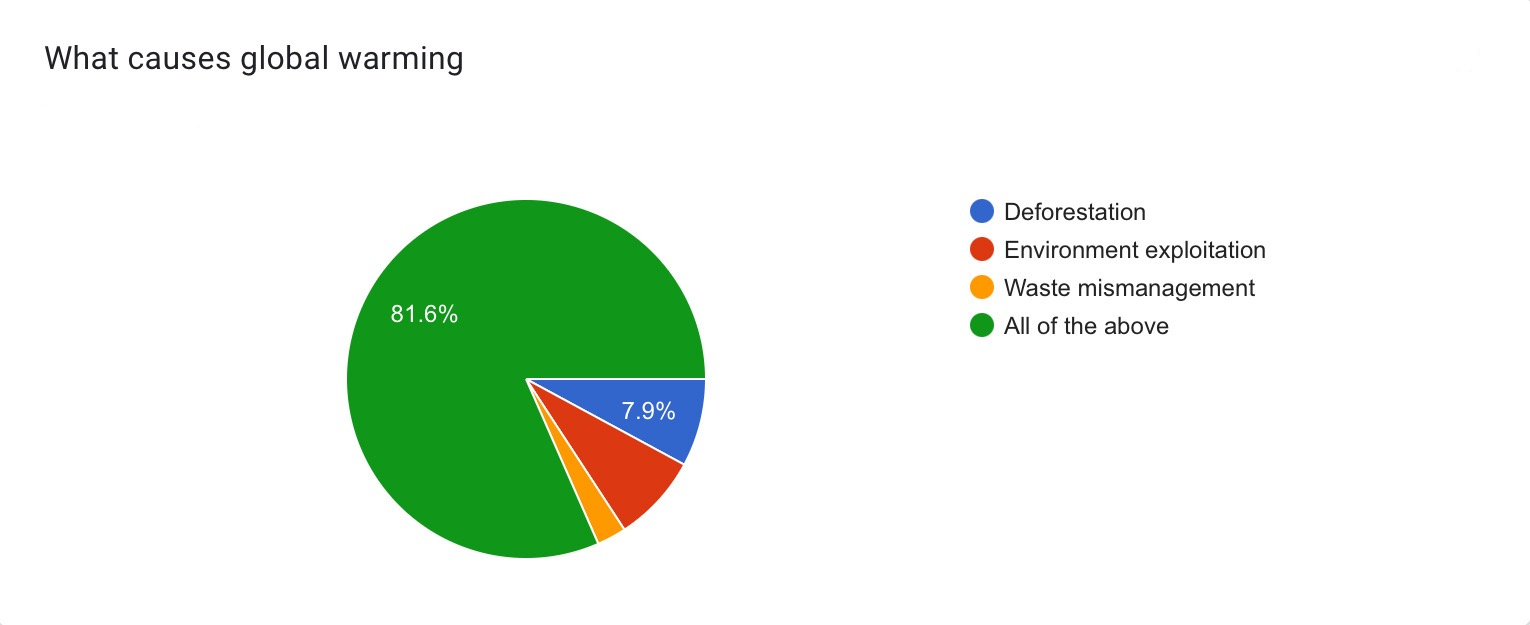 What causes global warming
81.6%
7.9%
Deforestation
Environment exploitation
Waste mismanagement
All of the above